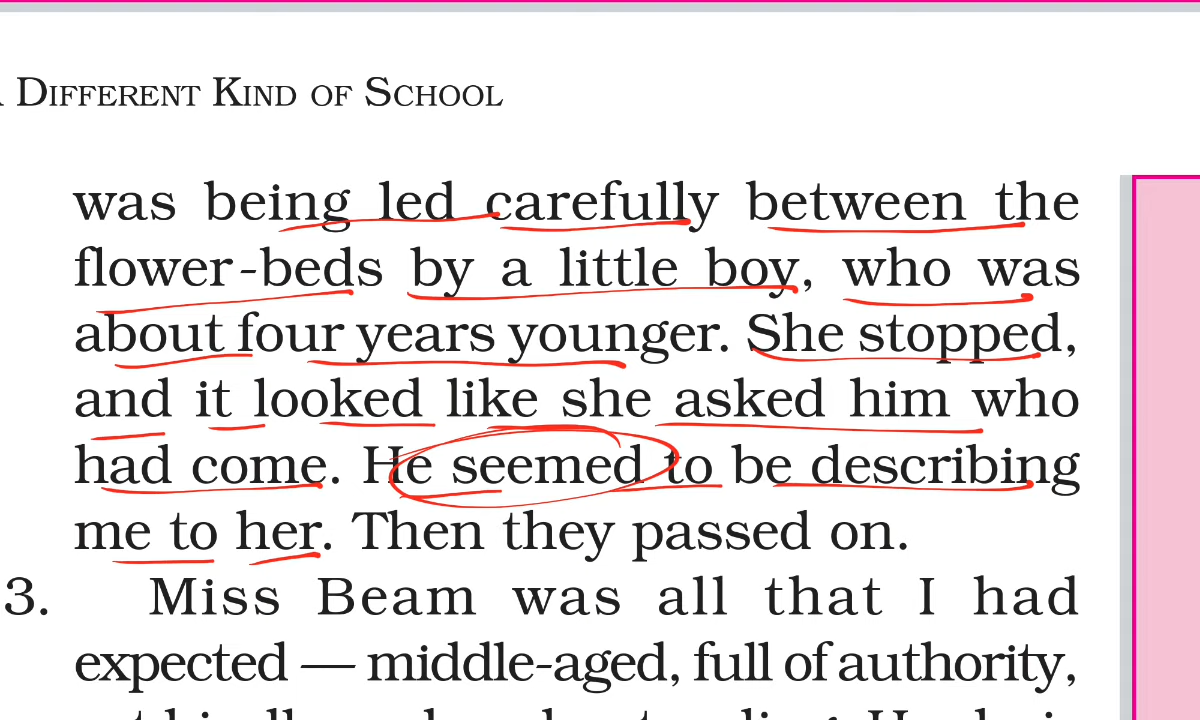 DIFFERENT KIND OF SCHOOL
was being led carefully between the
flower-beds by a little boy, who was
about four years younger. She stopped,
and it looked like she asked him who
had come. He seemed to be describing
me to her. Then they passed on.
3. Miss Beam was all that I had
expected — middle-aged, full of authority,